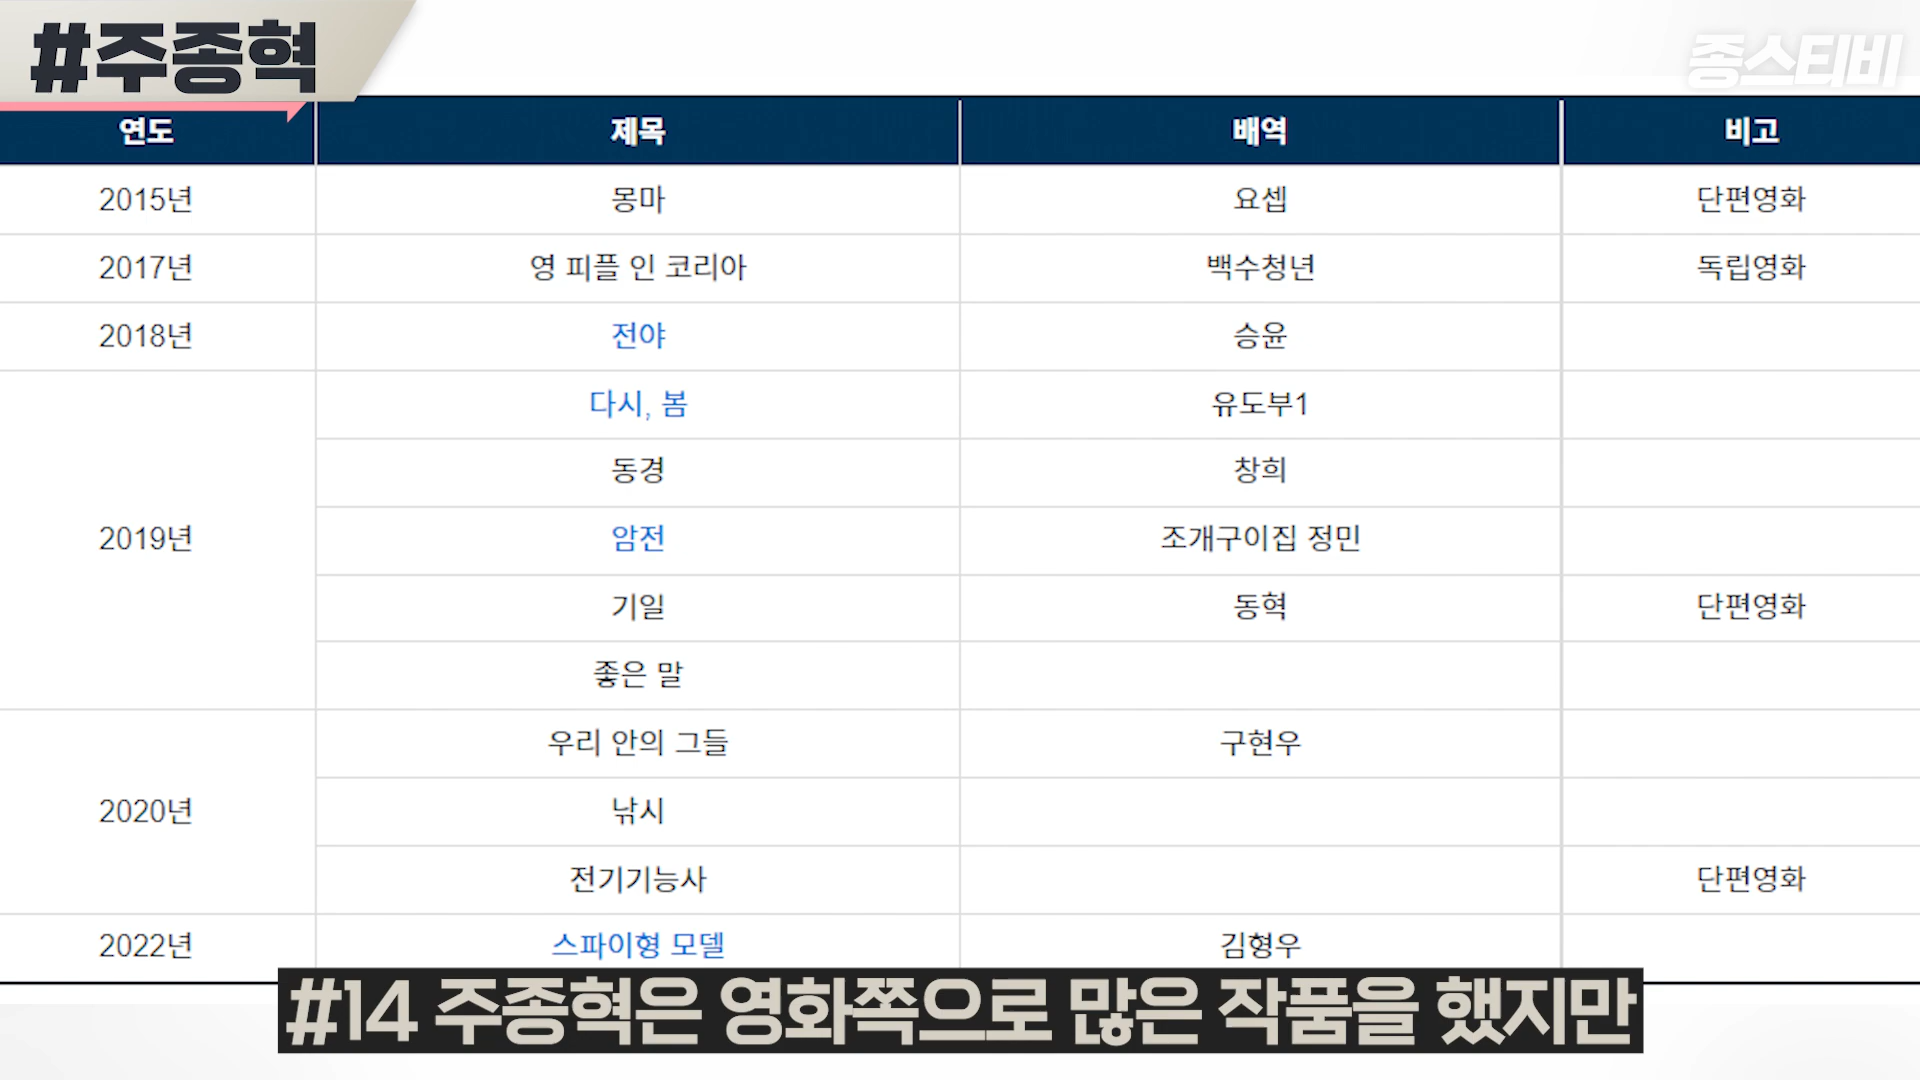 #주종혁
종스티비
연도 제목 배역 비고
2015년 몽마 요셉 단편영화
2017년 영 피플 인 코리아 백수청년 독립영화
2018년 전야 승윤
다시, 봄 유도부1
동경 창희
2019년 암전 조개구이집 정민
기일 동혁 단편영화
좋은 말
우리 안의 그들 구현우
2020년 낚시
전기기능사 단편영화
2022년 스파이형 모델 김형우
#14 주종혁은 영화쪽으로 많은 작품을 했지만